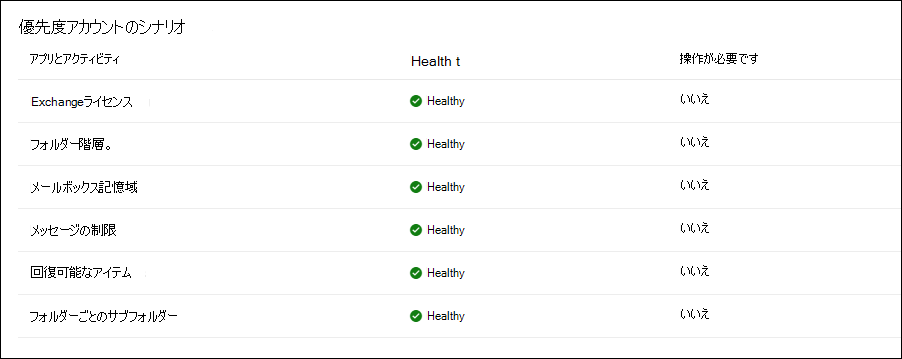 優先度アカウントのシナリオ
アプリとアクティビティ Health t 操作が必要です
Exchangeライセンス Healthy いいえ
フォルダー階層。 Healthy いいえ
メールボックス記憶域 Healthy いいえ
メッセージの制限 Healthy いいえ
回復可能なアイテム Healthy いいえ
フォルダーごとのサブフォルダー Healthy いいえ